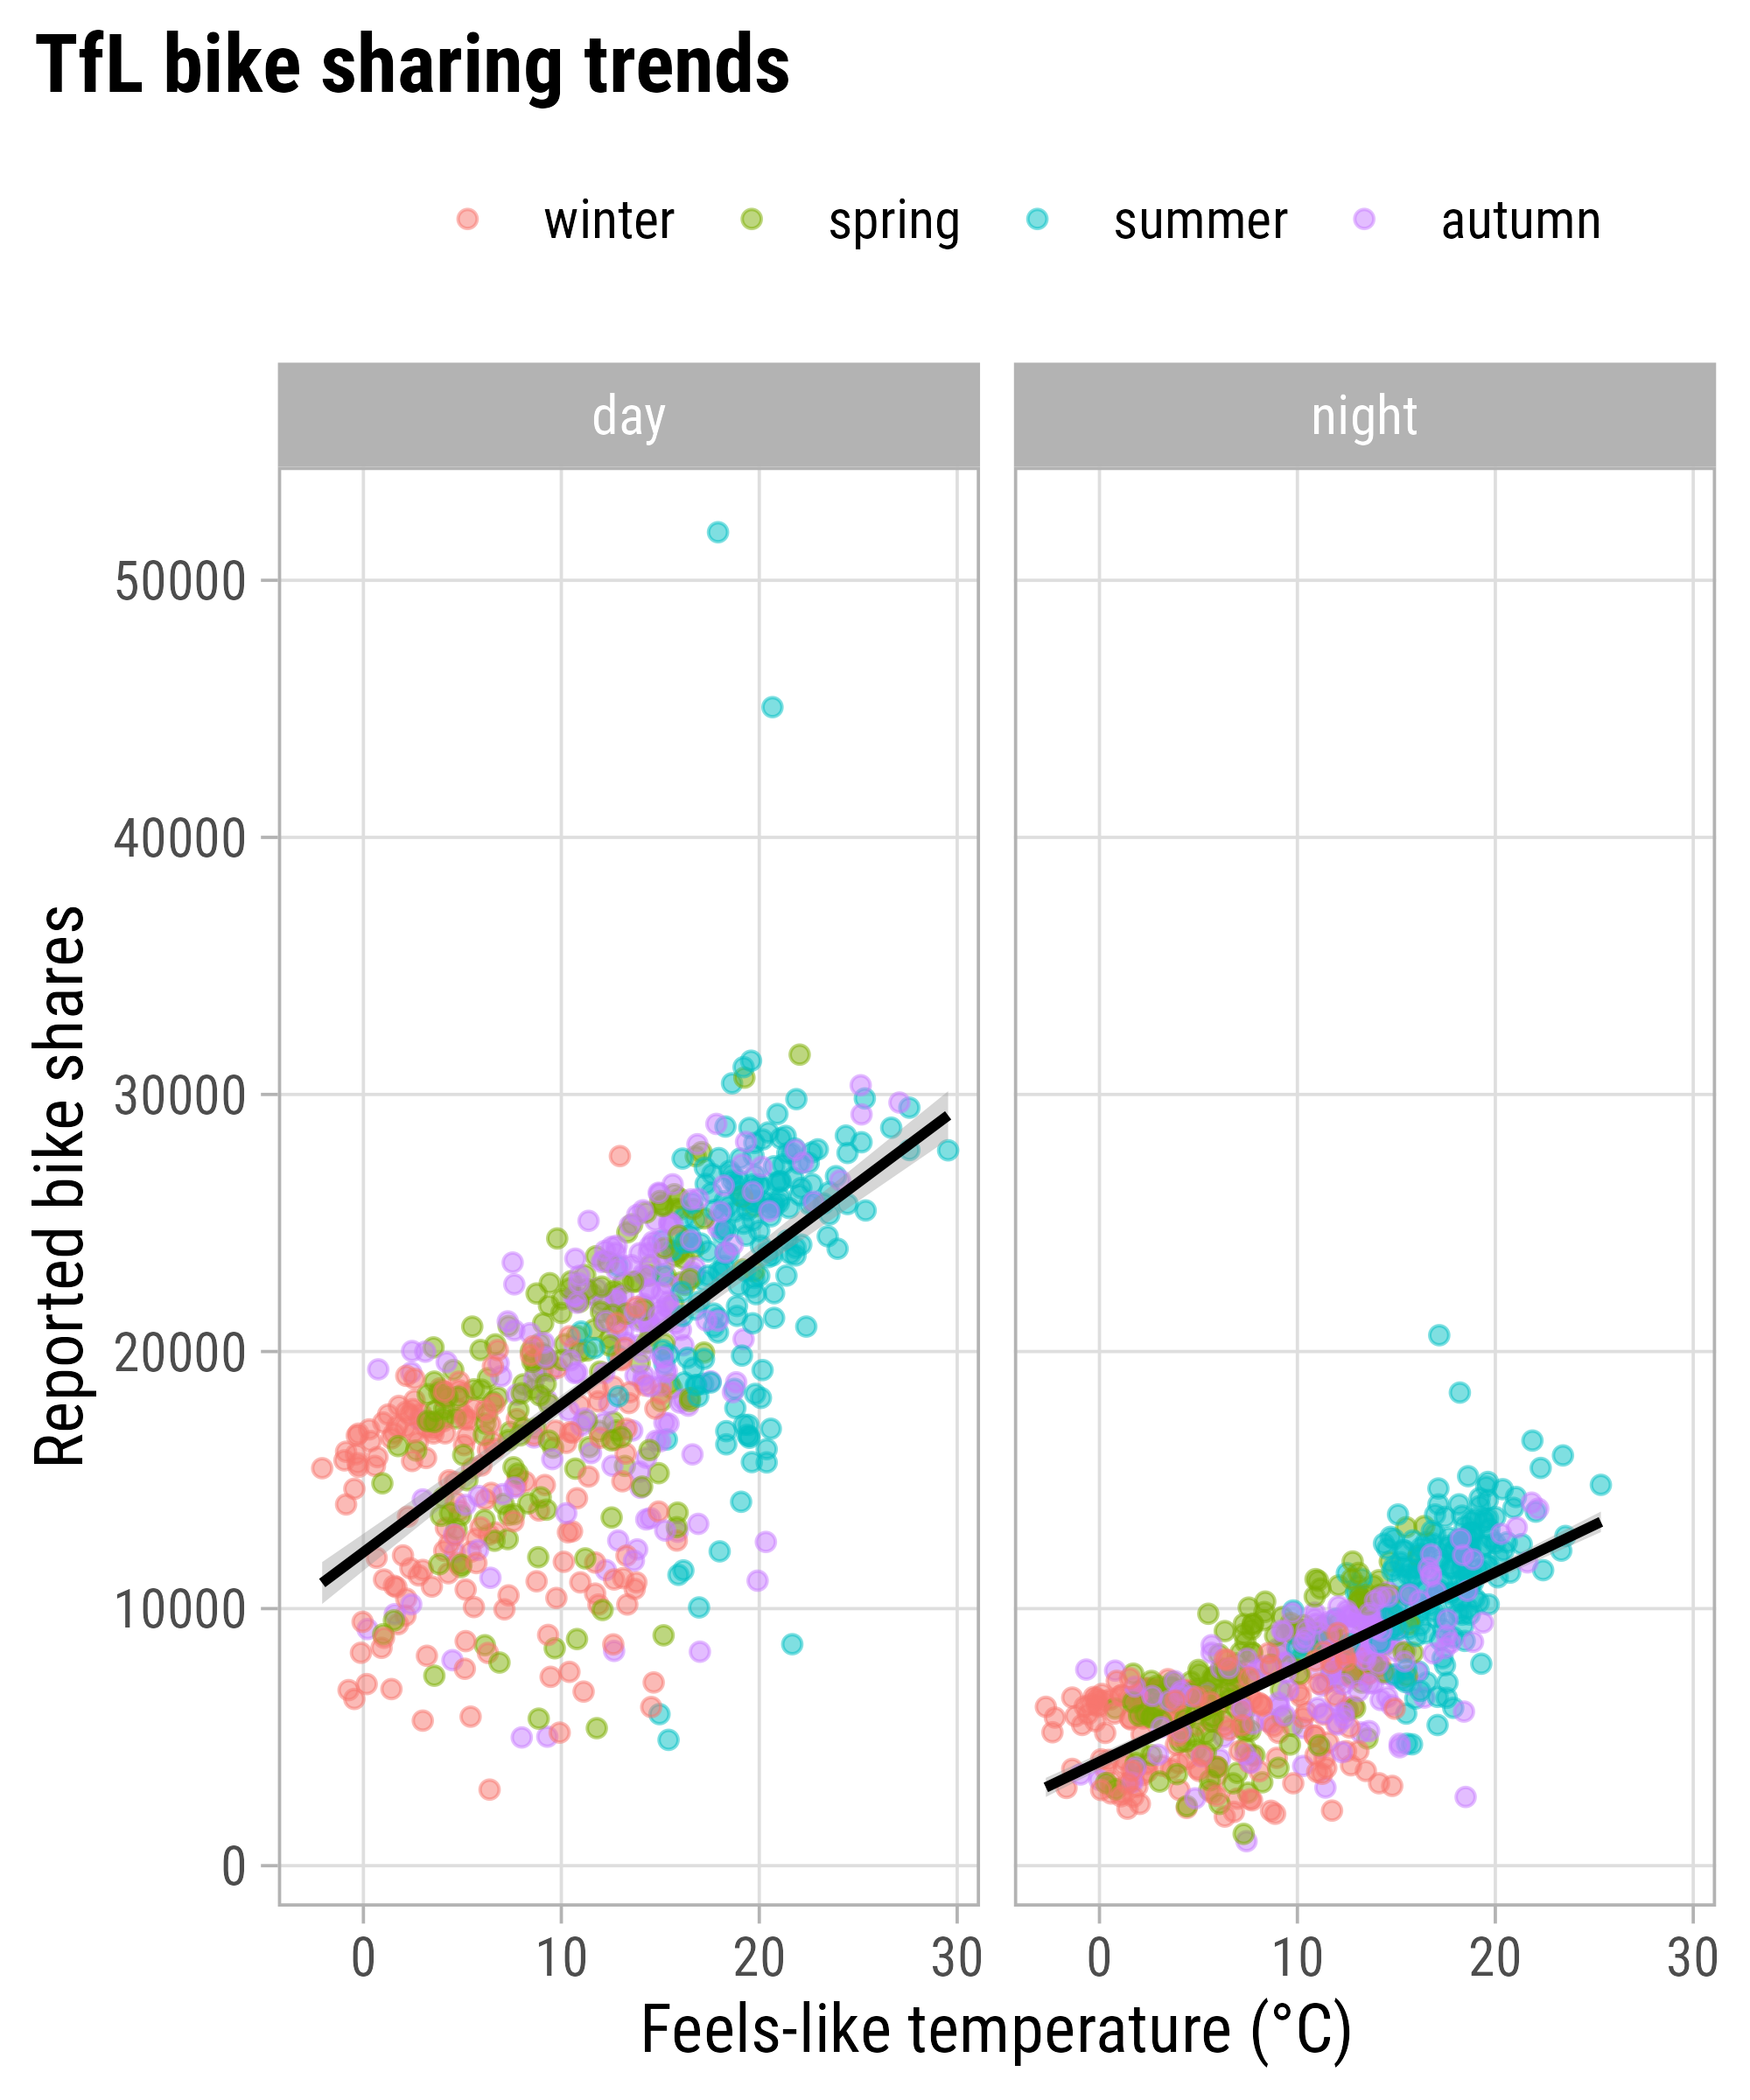 TfL bike sharing trends
winter spring summer autumn
day night
50000
40000
30000
20000
10000
0
Reported bike shares
0 10 20 30 0 10 20 30
Feels-like temperature (°C)